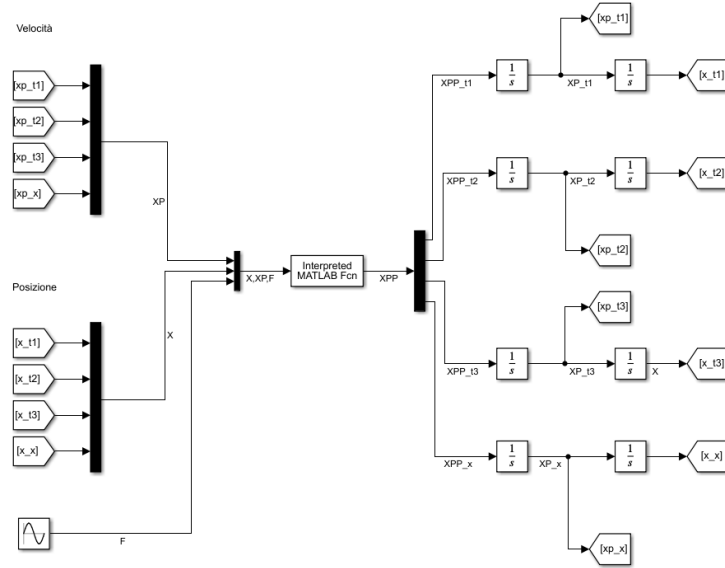 Velocità
[xp_t1]
[xp_t2]
[xp_t3]
[xp_x]
XP
Posizione
[x_t1]
[x_t2]
[x_t3]
[x_x]
X
F
X,XP,F
Interpreted
MATLAB Fcn
XPP
[xp_t1]
XPP_t1
1
s
XP_t1
1
s
[x_t1]
XPP_t2
1
s
XP_t2
1
s
[x_t2]
[xp_t2]
[xp_t3]
XPP_t3
1
s
XP_t3
1
s
X
[x_t3]
XPP_x
1
s
XP_x
1
s
[x_x]
[xp_x]